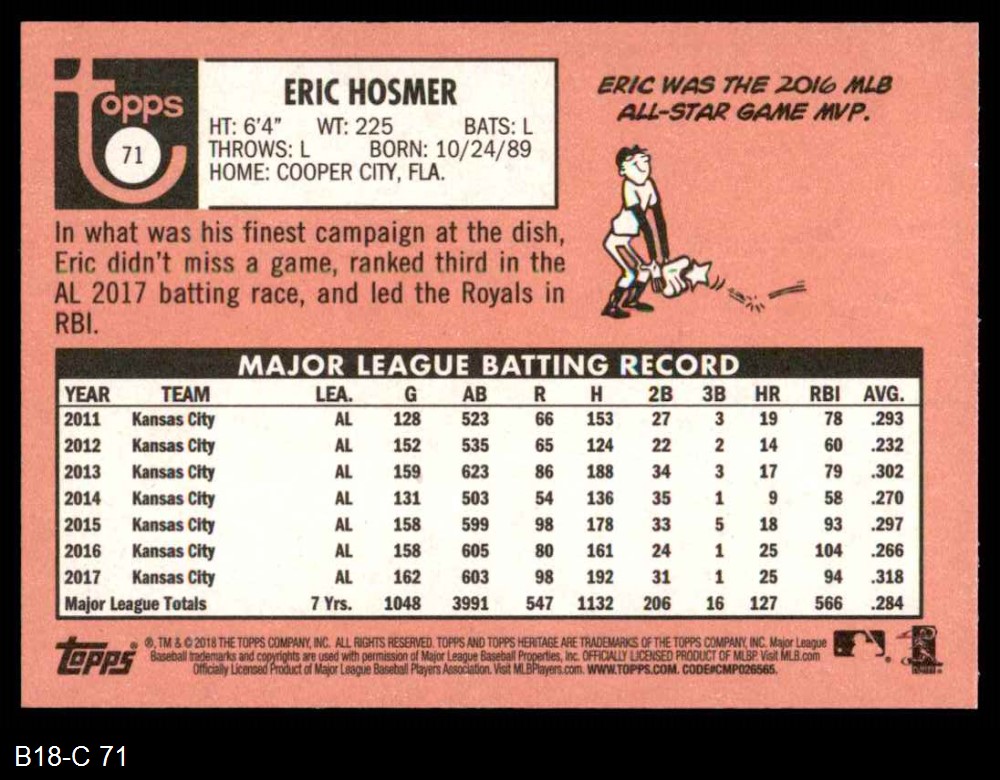 Topps
71
ERIC HOSMER
HT: 6'4" WT: 225 BATS: L
THROWS: L BORN: 10/24/89
HOME: COOPER CITY, FLA.
ERIC WAS THE 2016 MLB
ALL-STAR GAME MVP.
In what was his finest campaign at the dish,
Eric didn't miss a game, ranked third in the
AL 2017 batting race, and led the Royals in
RBI.
MAJOR LEAGUE BATTING RECORD
YEAR TEAM LEA. G AB R H 2B 3B HR RBI AVG.
2011 Kansas City AL 128 523 66 153 27 3 19 78 .293
2012 Kansas City AL 152 535 65 124 22 2 14 60 .232
2013 Kansas City AL 159 623 86 188 34 3 17 79 .302
2014 Kansas City AL 131 503 54 136 35 1 9 58 .270
2015 Kansas City AL 158 599 98 178 33 5 18 93 .297
2016 Kansas City AL 158 605 80 161 24 1 25 104 .266
2017 Kansas City AL 162 603 98 192 31 1 25 94 .318
Major League Totals 7 Yrs. 1048 3991 547 1132 206 16 127 566 .284
Topps
®, TM & © 2018 THE TOPPS COMPANY, INC. ALL RIGHTS RESERVED. TOPPS AND TOPPS HERITAGE ARE TRADEMARKS OF THE TOPPS COMPANY, INC. Major League
Baseball trademarks and copyrights are used with permission of Major League Baseball Properties, Inc. OFFICIALLY LICENSED PRODUCT OF MLBP. Visit MLB.com
Officially Licensed Product of Major League Baseball Players Association. Visit MLBPlayers.com. WWW.TOPPS.COM. CODE#CMP026565.
B18-C 71